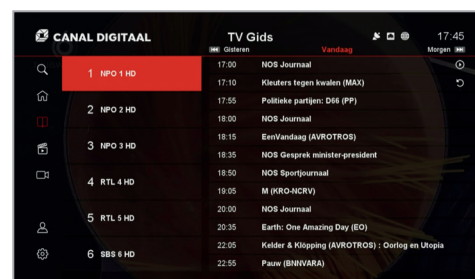 CANAL DIGITAAL
TV Gids
17:45
Gisteren
Vandaag
Morgen
1 NPO 1 HD
2 NPO 2 HD
3 NPO 3 HD
4 RTL 4 HD
5 RTL 5 HD
6 SBS 6 HD
17:00 NOS Journaal
17:10 Kleuters tegen kwalen (MAX)
17:55 Politieke partijen: D66 (PP)
18:00 NOS Journaal
18:15 EenVandaag (AVROTROS)
18:35 NOS Gesprek minister-president
18:50 NOS Sportjournaal
19:05 M (KRO-NCRV)
20:00 NOS Journaal
20:35 Earth: One Amazing Day (EO)
22:05 Kelder & Klöpping (AVROTROS) : Oorlog en Utopia
22:55 Pauw (BNNVARA)